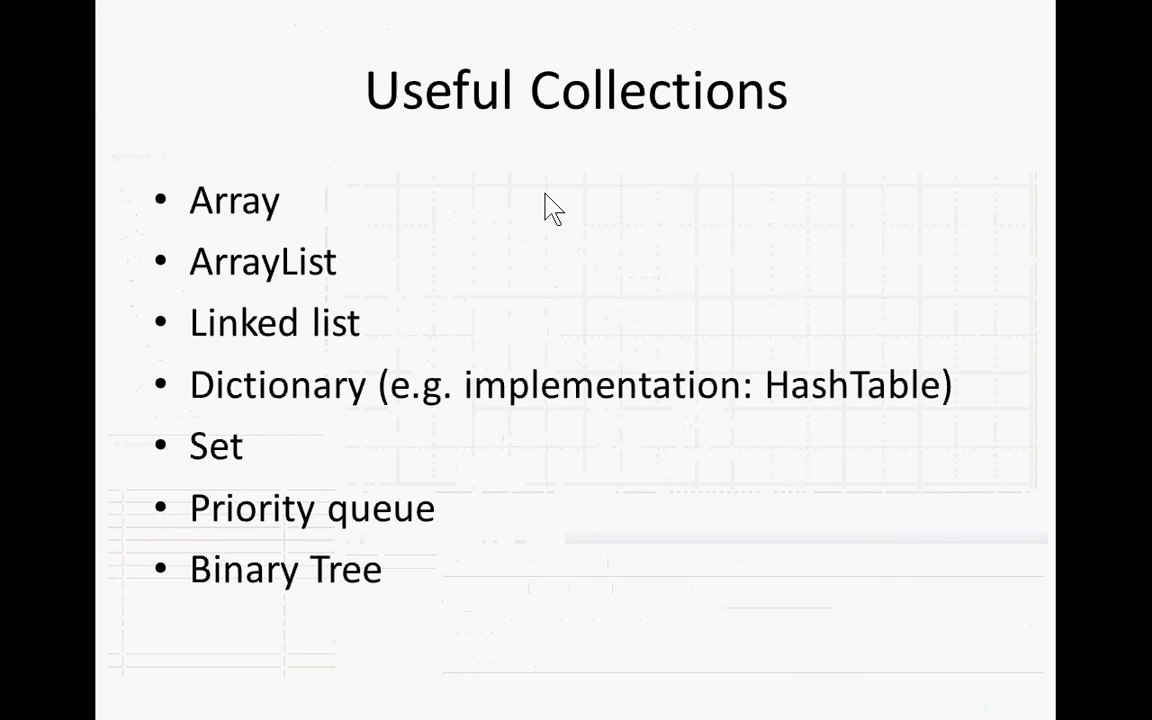 Useful Collections
• Array
• ArrayList
• Linked list
• Dictionary (e.g. implementation: HashTable)
• Set
• Priority queue
• Binary Tree